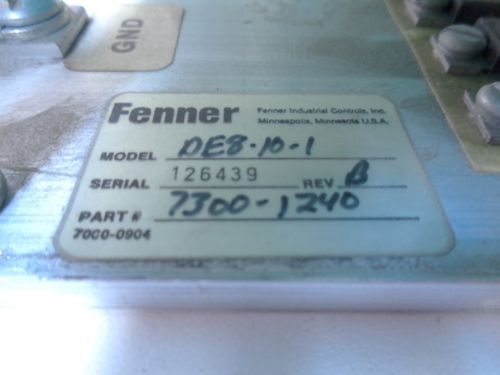 GND
Fenner Fenner Industrial Controls, Inc.
Minneapolis, Minnesota U.S.A.
MODEL DE8-10-1
SERIAL 126439 REV B
PART # 7300-1240
7000-0904